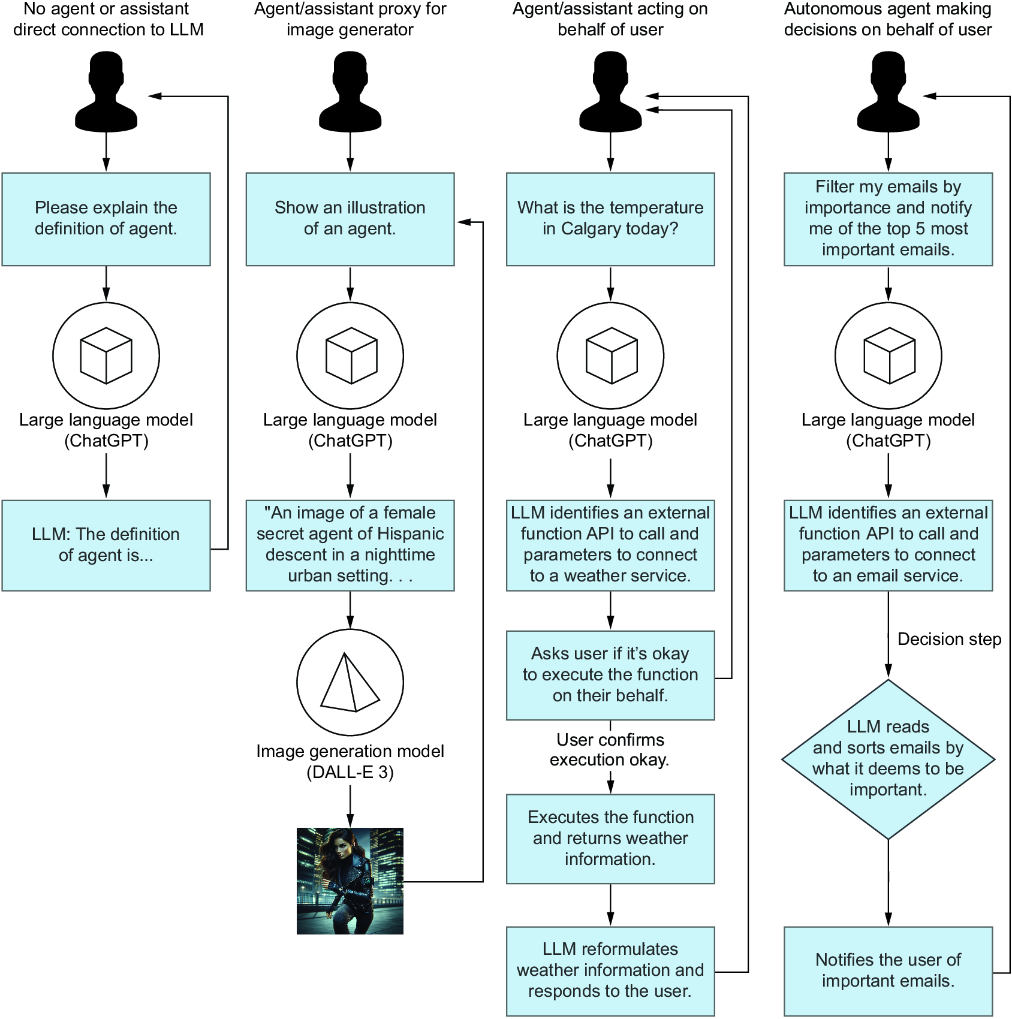 No agent or assistant
direct connection to LLM
Please explain the
definition of agent.
Large language model
(ChatGPT)
LLM: The definition
of agent is...
Agent/assistant proxy for
image generator
Show an illustration
of an agent.
Large language model
(ChatGPT)
"An image of a female
secret agent of Hispanic
descent in a nighttime
urban setting. . .
Image generation model
(DALL-E 3)
Agent/assistant acting on
behalf of user
What is the temperature
in Calgary today?
Large language model
(ChatGPT)
LLM identifies an external
function API to call and
parameters to connect
to a weather service.
Asks user if it’s okay
to execute the function
on their behalf.
User confirms
execution okay.
Executes the function
and returns weather
information.
LLM reformulates
weather information and
responds to the user.
Autonomous agent making
decisions on behalf of user
Filter my emails by
importance and notify
me of the top 5 most
important emails.
Large language model
(ChatGPT)
LLM identifies an external
function API to call and
parameters to connect
to an email service.
Decision step
LLM reads
and sorts emails by
what it deems to be
important.
Notifies the user of
important emails.